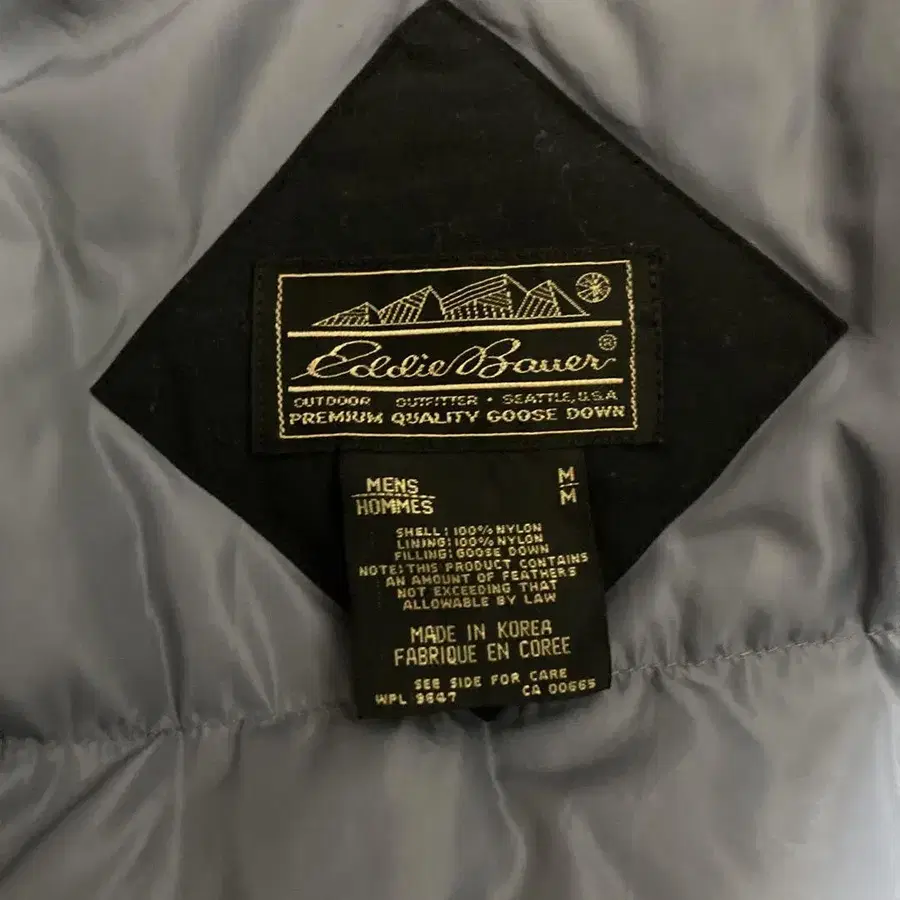 Eddie Bauer®
OUTDOOR OUTFITTER • SEATTLE, U.S.A
PREMIUM QUALITY GOOSE DOWN
MENS M
HOMMES M
SHELL: 100% NYLON
LINING: 100% NYLON
FILLING: GOOSE DOWN
NOTE: THIS PRODUCT CONTAINS
AN AMOUNT OF FEATHERS
NOT EXCEEDING THAT
ALLOWABLE BY LAW
MADE IN KOREA
FABRIQUE EN COREE
SEE SIDE FOR CARE
WPL 9647 CA 00665